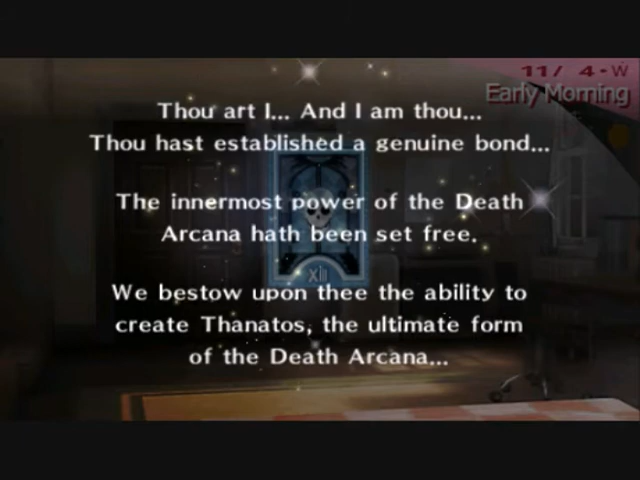 11/ 4・W
Early Morning
Thou art I... And I am thou...
Thou hast established a genuine bond...
The innermost power of the Death
Arcana hath been set free.
XIII
We bestow upon thee the ability to
create Thanatos, the ultimate form
of the Death Arcana...